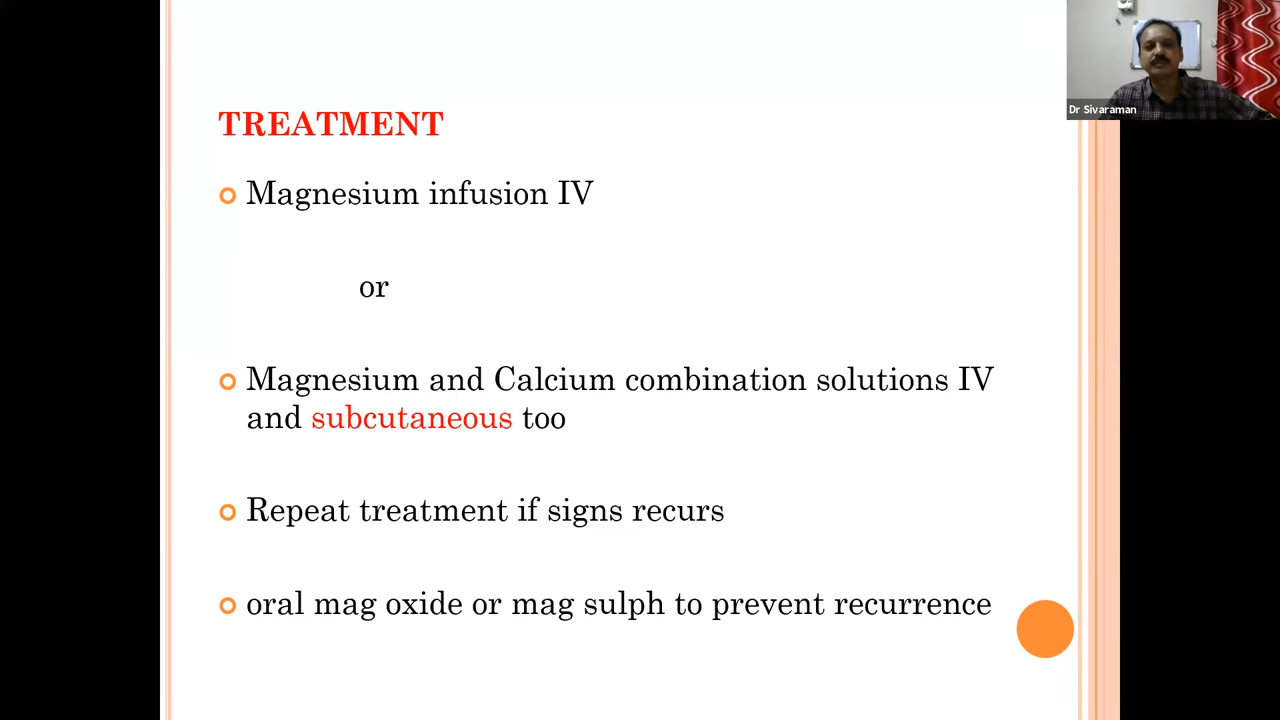 Dr Sivaraman
TREATMENT
Magnesium infusion IV
or
Magnesium and Calcium combination solutions IV
and subcutaneous too
Repeat treatment if signs recurs
oral mag oxide or mag sulph to prevent recurrence